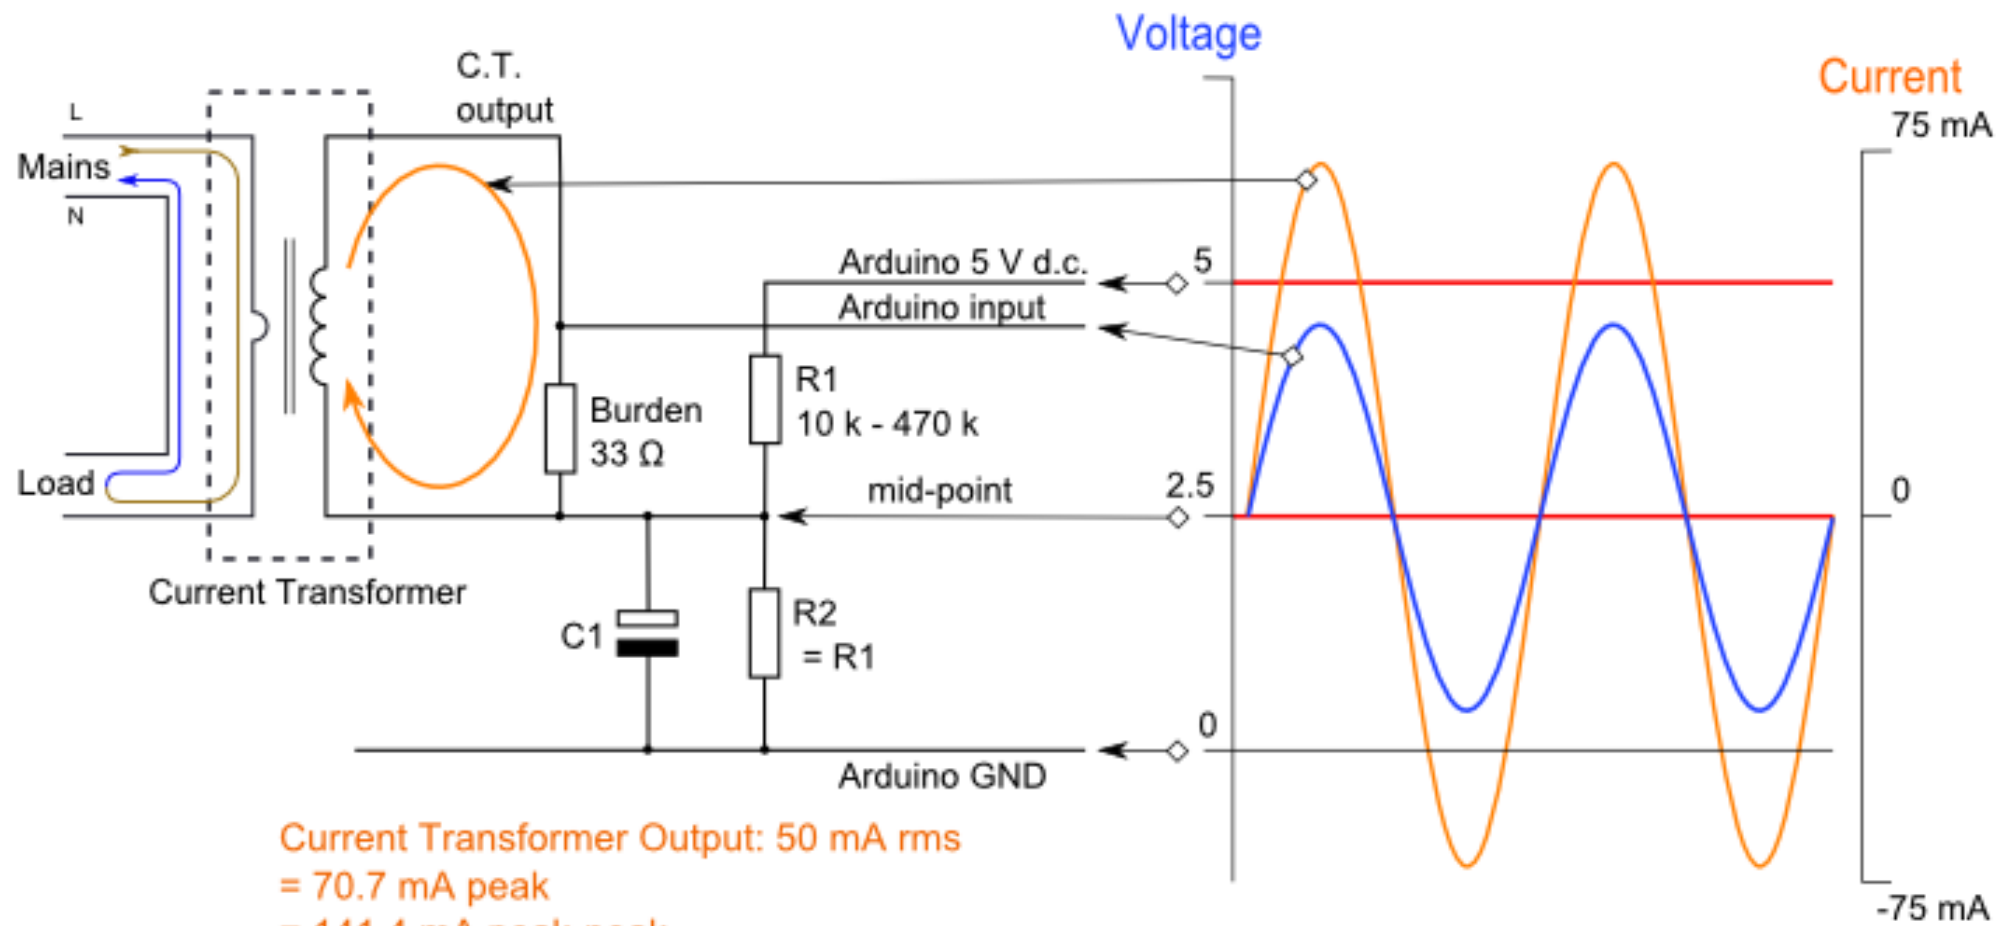 Voltage
Current
C.T.
output
75 mA
L
Mains
N
Arduino 5 V d.c.
5
Arduino input
R1
10 k - 470 k
Burden
33 Ω
Load
mid-point
2.5
0
Current Transformer
C1
R2
= R1
0
Arduino GND
Current Transformer Output: 50 mA rms
= 70.7 mA peak
-75 mA